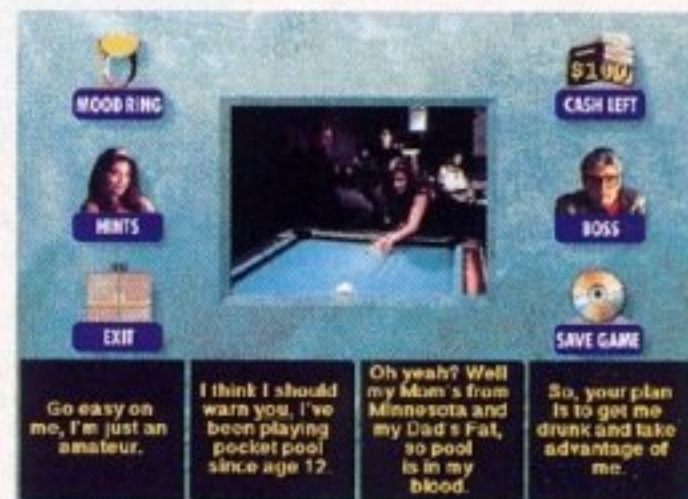 MOOD RING
$100
CASH LEFT
HINTS
BOSS
EXIT
SAVE GAME
Go easy on
me, I'm just an
amateur.
I think I should
warn you, I've
been playing
pocket pool
since age 12.
Oh yeah? Well
my Mom's from
Minnesota and
my Dad's Fat,
so pool
is in my
blood.
So, your plan
is to get me
drunk and take
advantage of
me.